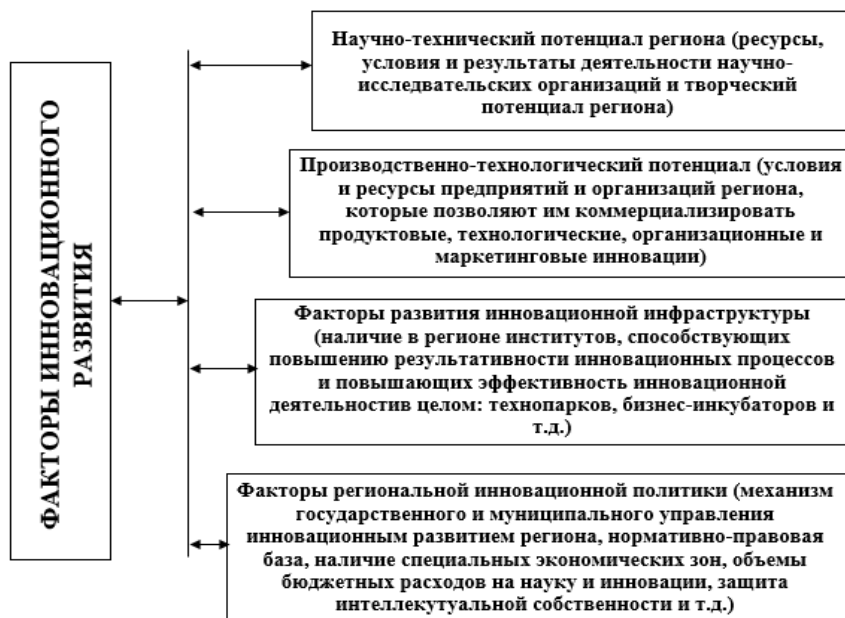 ФАКТОРЫ ИННОВАЦИОННОГО
РАЗВИТИЯ
Научно-технический потенциал региона (ресурсы,
условия и результаты деятельности научно-
исследвательских организаций и творческий
потенциал региона)
Производственно-технологический потенциал (условия
и ресурсы предприятий и организаций региона,
которые позволяют им коммерциализировать
продуктовые, технологические, организационные и
маркетинговые инновации)
Факторы развития инновационной инфраструктуры
(наличие в регионе институтов, способствующих
повышению результативности инновационных процессов
и повышающих эффективность инновационной
деятельностив целом: технопарков, бизнес-инкубаторов и
т.д.)
Факторы региональной инновационной политики (механизм
государственного и муниципального управления
инновационным развитием региона, нормативно-правовая
база, наличие специальных экономических зон, объемы
бюджетных расходов на науку и инновации, защита
интеллекутуальной собственности и т.д.)